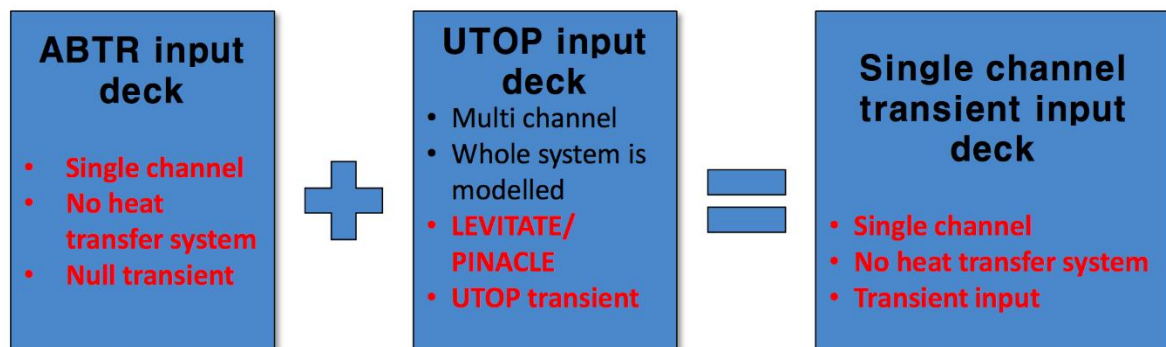 ABTR input
deck
• Single channel
• No heat
transfer system
• Null transient
UTOP input
deck
• Multi channel
• Whole system is
modelled
• LEVITATE/
PINACLE
• UTOP transient
Single channel
transient input
deck
• Single channel
• No heat transfer system
• Transient input